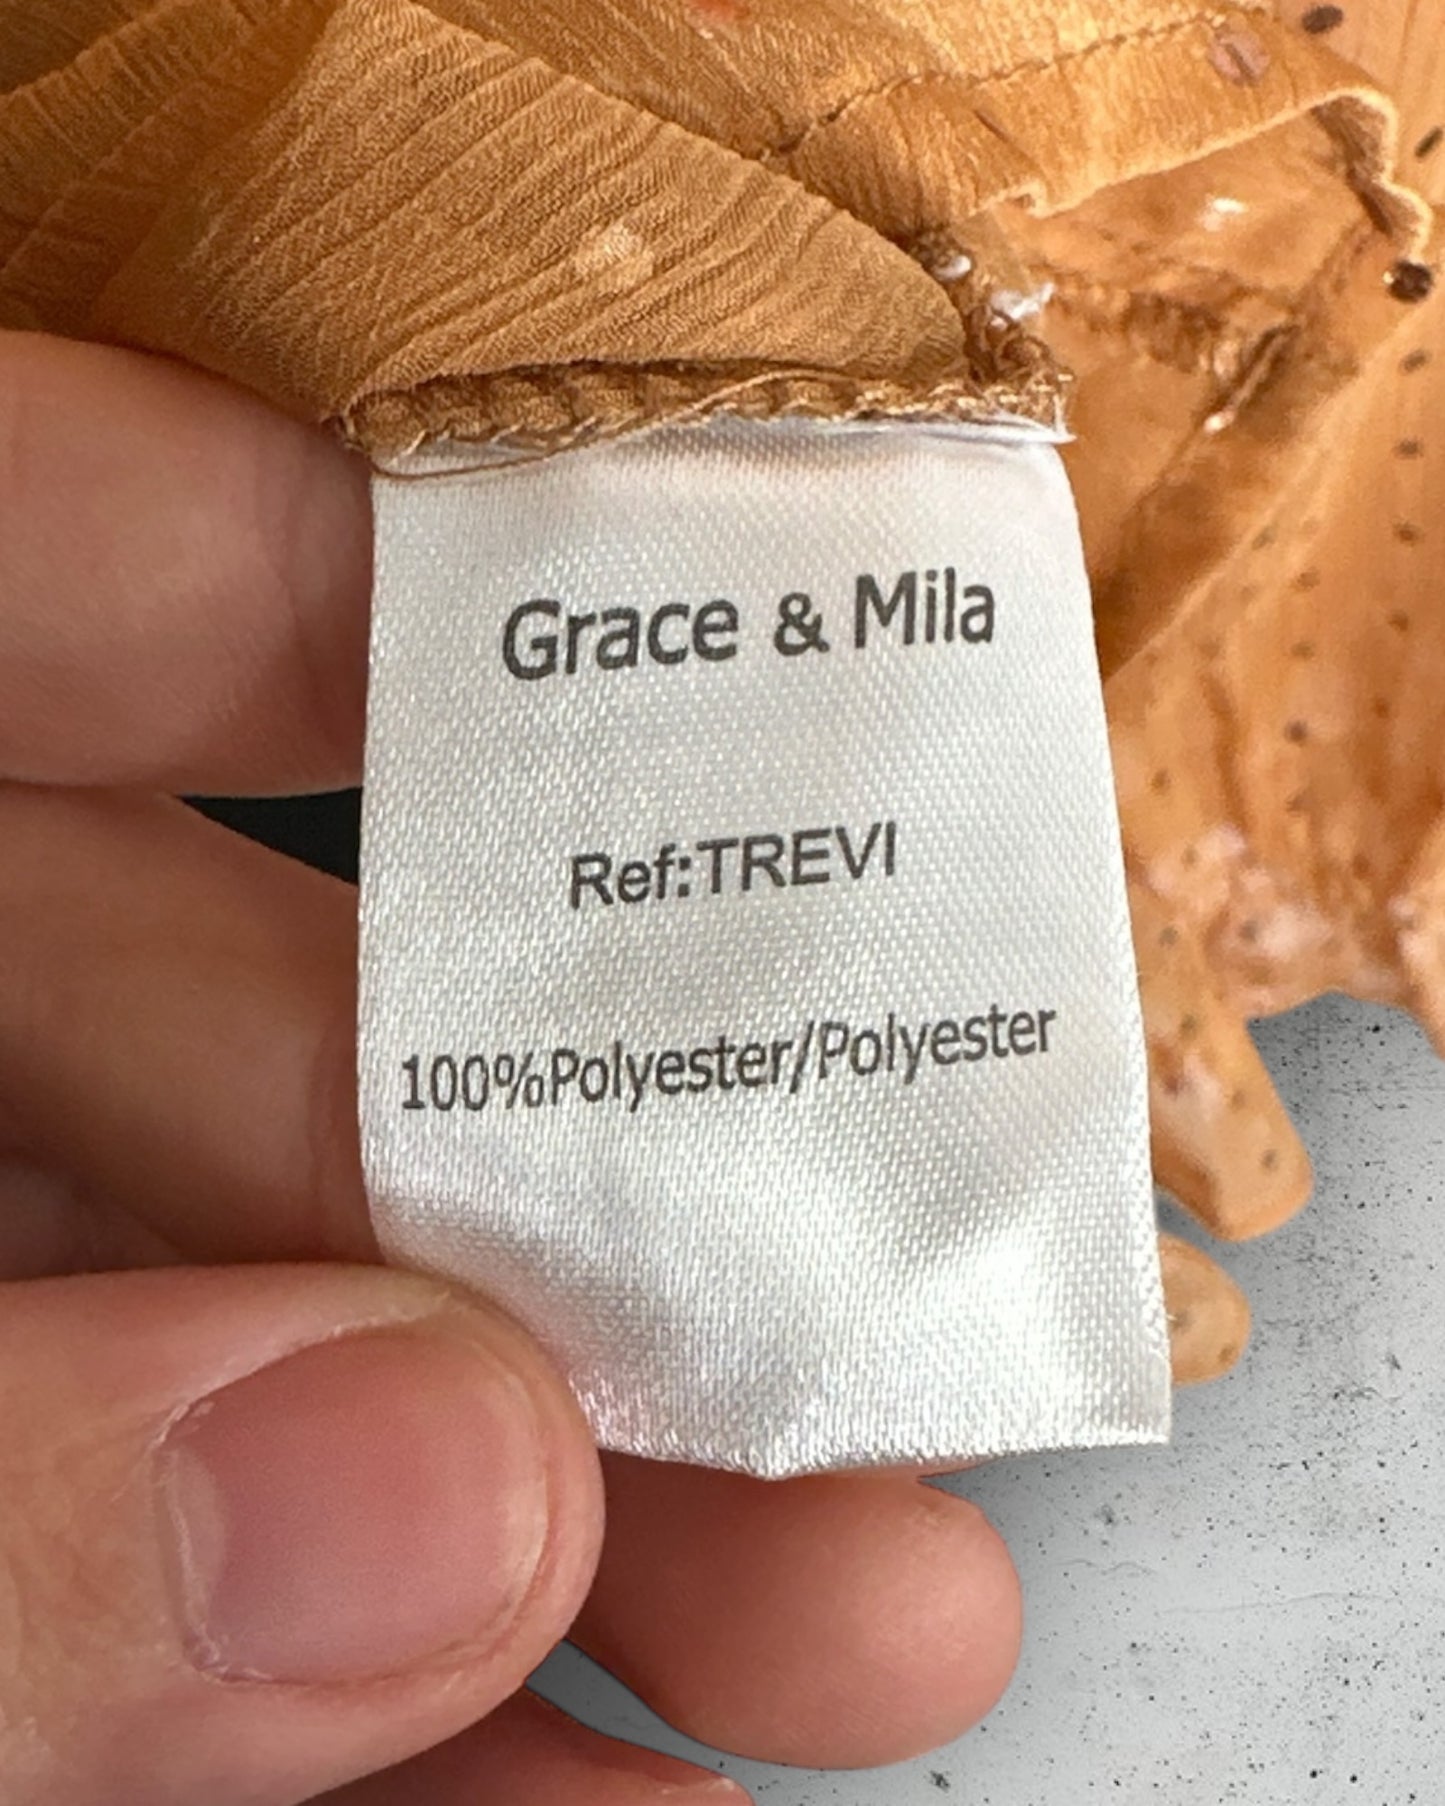 Grace & Mila
Ref:TREVI
100%Polyester/Polyester